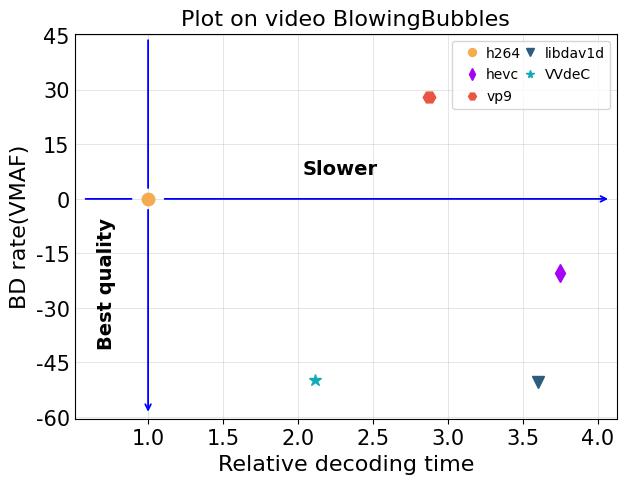 Plot on video BlowingBubbles
h264
hevc
vp9
libdav1d
VVdeC
Slower
Best quality
BD rate(VMAF)
45
30
15
0
-15
-30
-45
-60
1.0 1.5 2.0 2.5 3.0 3.5 4.0
Relative decoding time